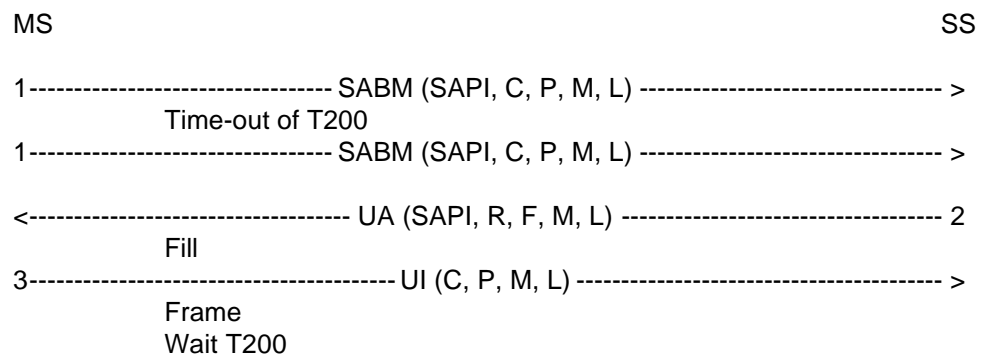 MS SS
1---------------------------------- SABM (SAPI, C, P, M, L) ---------------------------------- >
Time-out of T200
1---------------------------------- SABM (SAPI, C, P, M, L) ---------------------------------- >
<------------------------------------ UA (SAPI, R, F, M, L) ------------------------------------ 2
Fill
3----------------------------------------- UI (C, P, M, L) ----------------------------------------- >
Frame
Wait T200